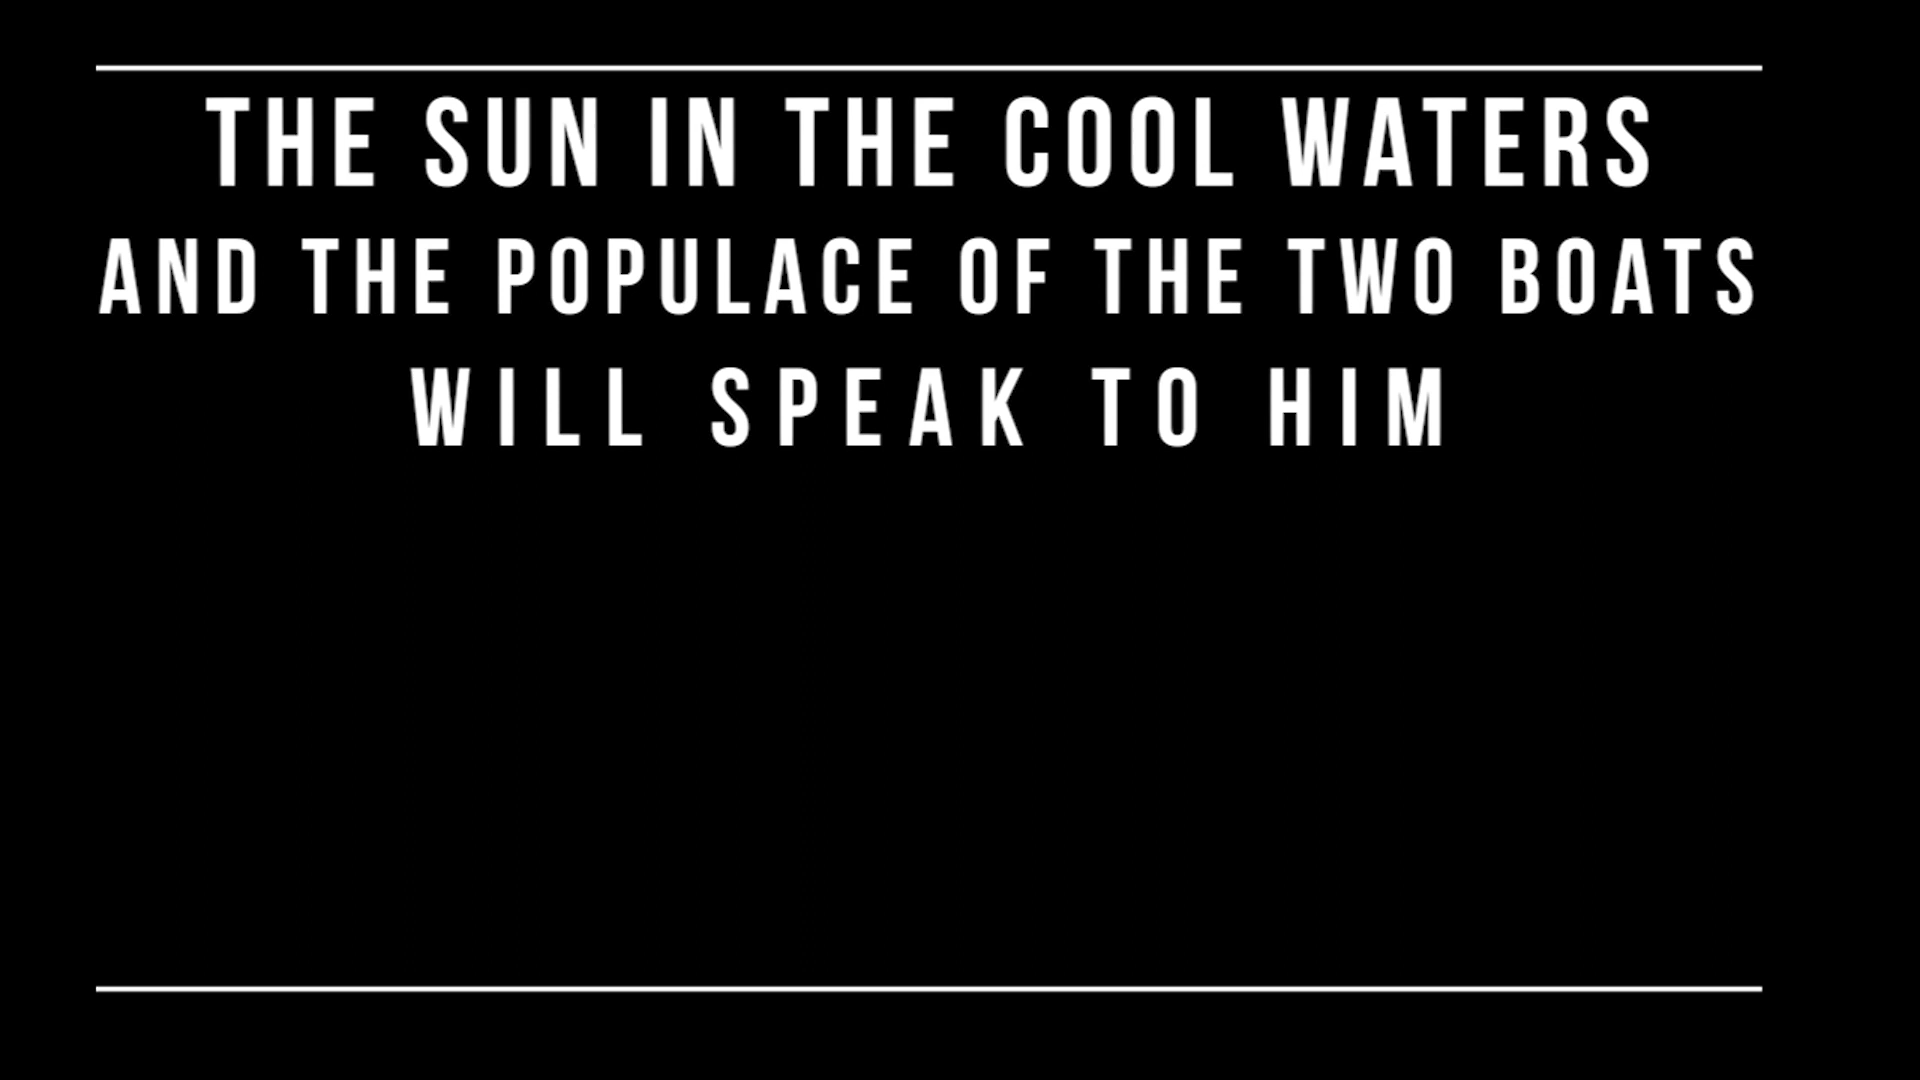 THE SUN IN THE COOL WATERS
AND THE POPULACE OF THE TWO BOATS
WILL SPEAK TO HIM